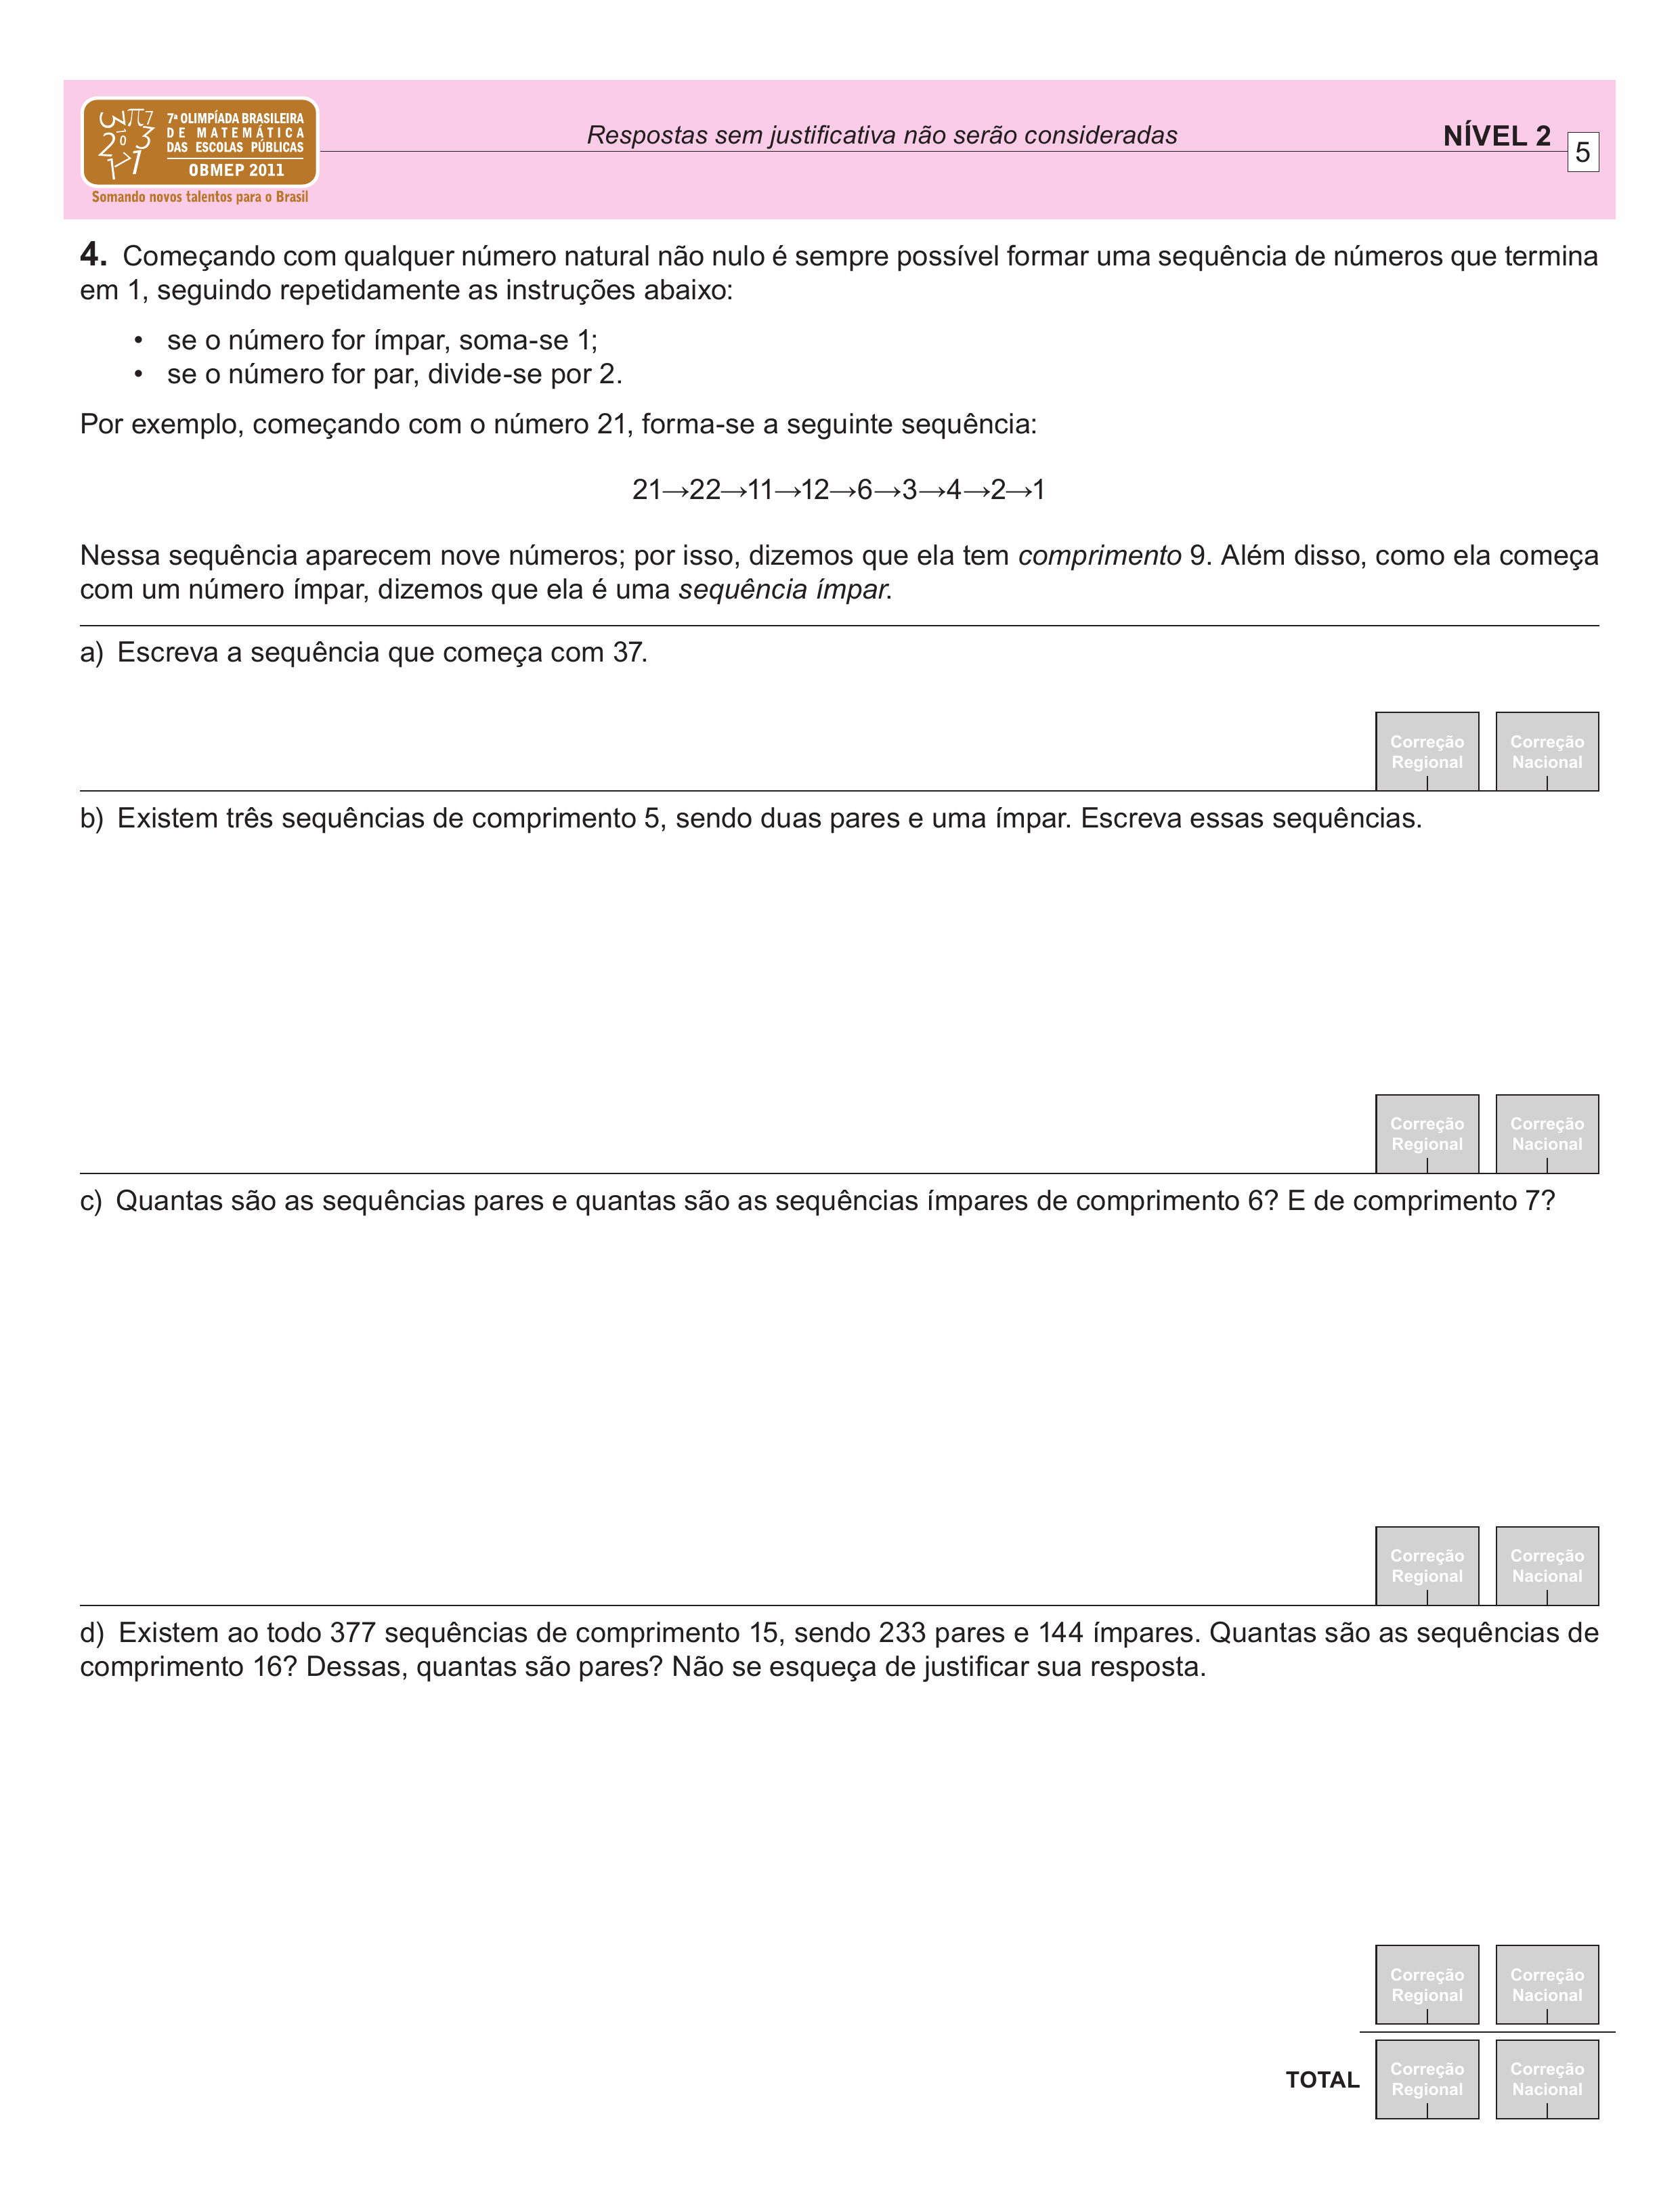 7ª OLIMPÍADA BRASILEIRA
DE MATEMÁTICA
DAS ESCOLAS PÚBLICAS
OBMEP 2011
Somando novos talentos para o Brasil
Respostas sem justificativa não serão consideradas
NÍVEL 2
5
4. Começando com qualquer número natural não nulo é sempre possível formar uma sequência de números que termina
em 1, seguindo repetidamente as instruções abaixo:
• se o número for ímpar, soma-se 1;
• se o número for par, divide-se por 2.
Por exemplo, começando com o número 21, forma-se a seguinte sequência:
21→22→11→12→6→3→4→2→1
Nessa sequência aparecem nove números; por isso, dizemos que ela tem comprimento 9. Além disso, como ela começa
com um número ímpar, dizemos que ela é uma sequência ímpar.
a) Escreva a sequência que começa com 37.
Correção Regional
Correção Nacional
b) Existem três sequências de comprimento 5, sendo duas pares e uma ímpar. Escreva essas sequências.
Correção Regional
Correção Nacional
c) Quantas são as sequências pares e quantas são as sequências ímpares de comprimento 6? E de comprimento 7?
Correção Regional
Correção Nacional
d) Existem ao todo 377 sequências de comprimento 15, sendo 233 pares e 144 ímpares. Quantas são as sequências de
comprimento 16? Dessas, quantas são pares? Não se esqueça de justificar sua resposta.
Correção Regional
Correção Nacional
TOTAL
Correção Regional
Correção Nacional